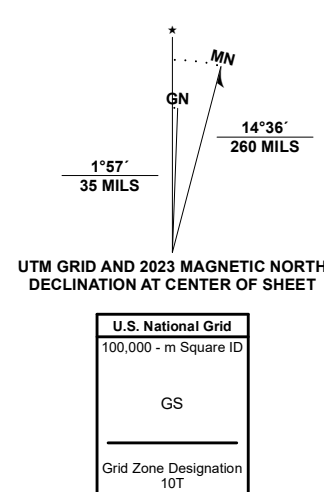 ★
MN
GN
14°36´
260 MILS
1°57´
35 MILS
UTM GRID AND 2023 MAGNETIC NORTH
DECLINATION AT CENTER OF SHEET
U.S. National Grid
100,000 - m Square ID
GS
Grid Zone Designation
10T